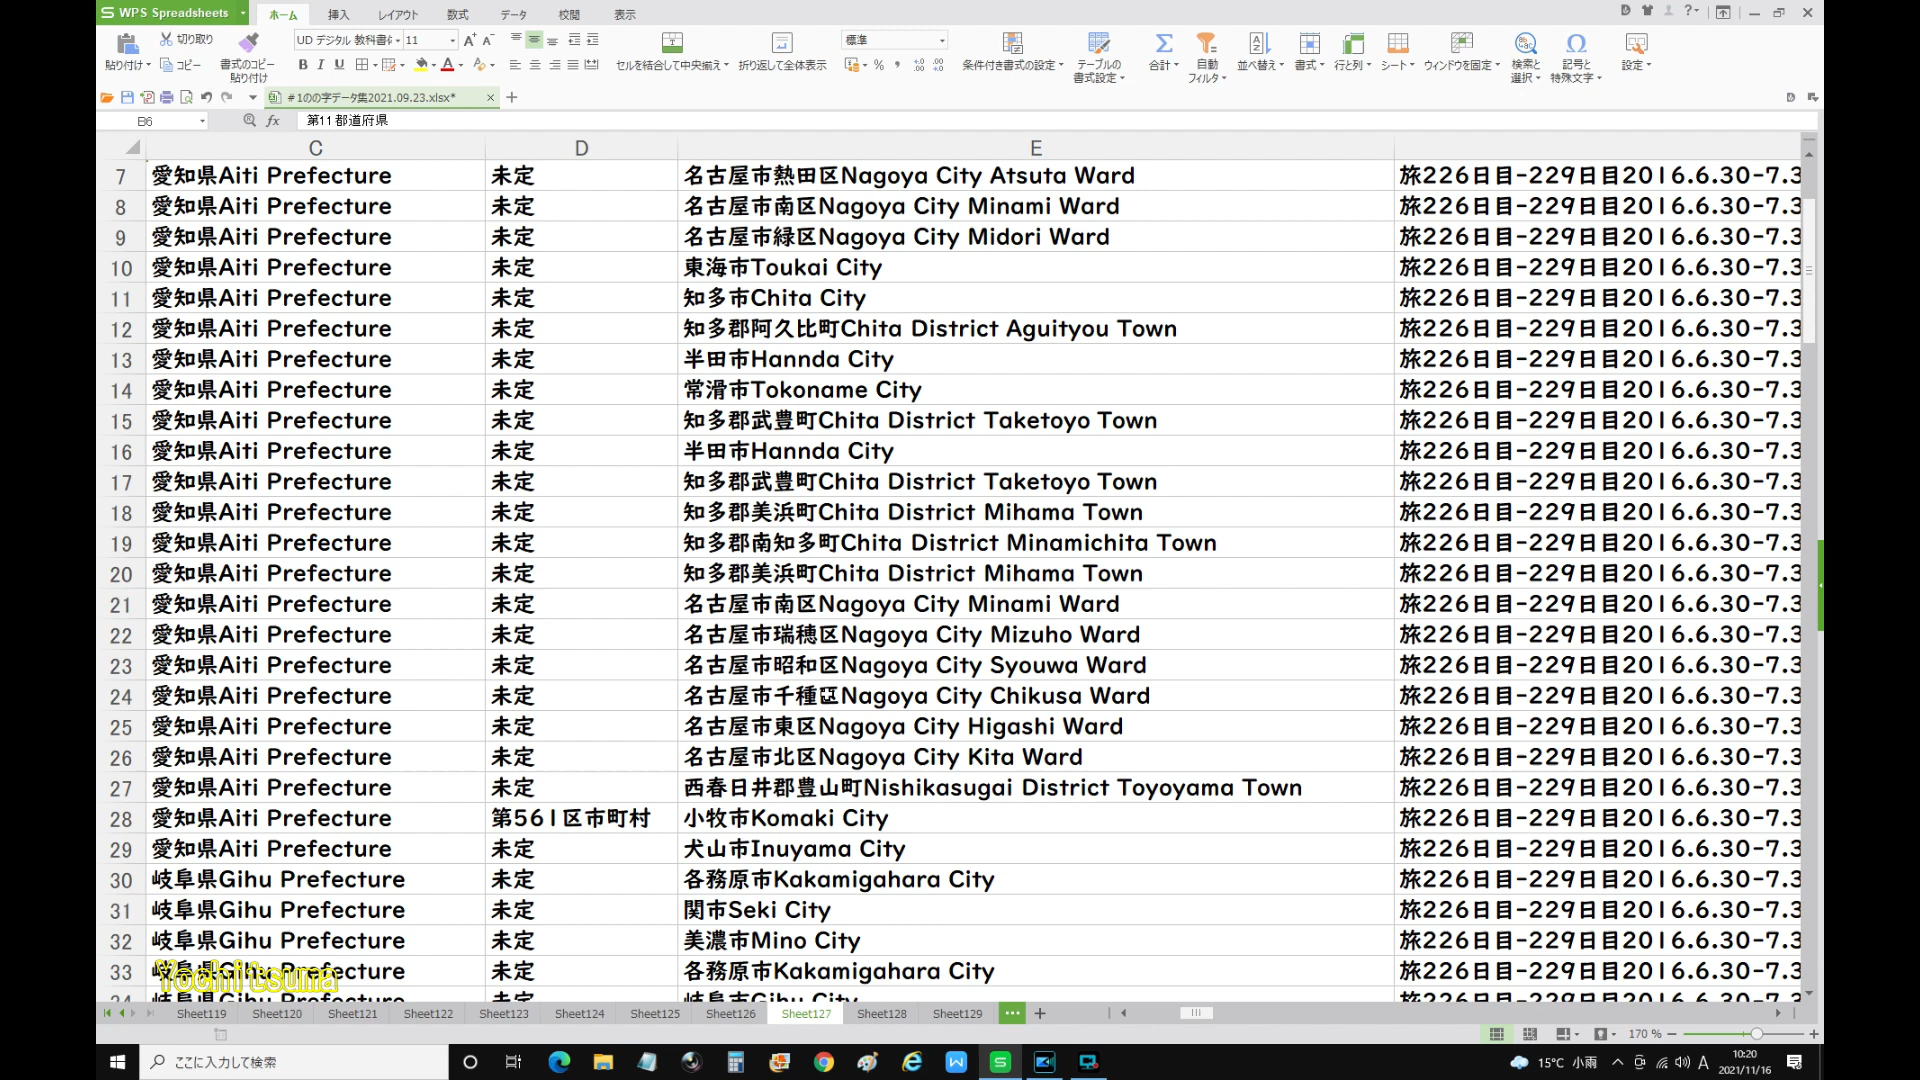 WPS Spreadsheets ホーム 挿入 レイアウト 数式 データ 校閲 表示
貼り付け 切取り コピー 書式のコピー 貼り付け UD デジタル 教科書 11 セルを結合して中央揃え 折り返して全体表示 標準 条件付き書式の設定 テーブルの 書式設定 合計 自動 フィルタ 並べ替え 書式 行と列 シート ウィンドウを固定 検索と 選択 記号と 特殊文字 設定
#1のの字データ集2021.09.23.xlsx*
B6 fx 第11都道府県
C D E
7 愛知県Aiti Prefecture 未定 名古屋市熱田区Nagoya City Atsuta Ward 旅226日目-229日目2016.6.30-7.3
8 愛知県Aiti Prefecture 未定 名古屋市南区Nagoya City Minami Ward 旅226日目-229日目2016.6.30-7.3
9 愛知県Aiti Prefecture 未定 名古屋市緑区Nagoya City Midori Ward 旅226日目-229日目2016.6.30-7.3
10 愛知県Aiti Prefecture 未定 東海市Toukai City 旅226日目-229日目2016.6.30-7.3
11 愛知県Aiti Prefecture 未定 知多市Chita City 旅226日目-229日目2016.6.30-7.3
12 愛知県Aiti Prefecture 未定 知多郡阿久比町Chita District Aguityou Town 旅226日目-229日目2016.6.30-7.3
13 愛知県Aiti Prefecture 未定 半田市Hannda City 旅226日目-229日目2016.6.30-7.3
14 愛知県Aiti Prefecture 未定 常滑市Tokoname City 旅226日目-229日目2016.6.30-7.3
15 愛知県Aiti Prefecture 未定 知多郡武豊町Chita District Taketoyo Town 旅226日目-229日目2016.6.30-7.3
16 愛知県Aiti Prefecture 未定 半田市Hannda City 旅226日目-229日目2016.6.30-7.3
17 愛知県Aiti Prefecture 未定 知多郡武豊町Chita District Taketoyo Town 旅226日目-229日目2016.6.30-7.3
18 愛知県Aiti Prefecture 未定 知多郡美浜町Chita District Mihama Town 旅226日目-229日目2016.6.30-7.3
19 愛知県Aiti Prefecture 未定 知多郡南知多町Chita District Minamichita Town 旅226日目-229日目2016.6.30-7.3
20 愛知県Aiti Prefecture 未定 知多郡美浜町Chita District Mihama Town 旅226日目-229日目2016.6.30-7.3
21 愛知県Aiti Prefecture 未定 名古屋市南区Nagoya City Minami Ward 旅226日目-229日目2016.6.30-7.3
22 愛知県Aiti Prefecture 未定 名古屋市瑞穂区Nagoya City Mizuho Ward 旅226日目-229日目2016.6.30-7.3
23 愛知県Aiti Prefecture 未定 名古屋市昭和区Nagoya City Syouwa Ward 旅226日目-229日目2016.6.30-7.3
24 愛知県Aiti Prefecture 未定 名古屋市千種区Nagoya City Chikusa Ward 旅226日目-229日目2016.6.30-7.3
25 愛知県Aiti Prefecture 未定 名古屋市東区Nagoya City Higashi Ward 旅226日目-229日目2016.6.30-7.3
26 愛知県Aiti Prefecture 未定 名古屋市北区Nagoya City Kita Ward 旅226日目-229日目2016.6.30-7.3
27 愛知県Aiti Prefecture 未定 西春日井郡豊山町Nishikasugai District Toyoyama Town 旅226日目-229日目2016.6.30-7.3
28 愛知県Aiti Prefecture 第561区市町村 小牧市Komaki City 旅226日目-229日目2016.6.30-7.3
29 愛知県Aiti Prefecture 未定 犬山市Inuyama City 旅226日目-229日目2016.6.30-7.3
30 岐阜県Gihu Prefecture 未定 各務原市Kakamigahara City 旅226日目-229日目2016.6.30-7.3
31 岐阜県Gihu Prefecture 未定 関市Seki City 旅226日目-229日目2016.6.30-7.3
32 岐阜県Gihu Prefecture 未定 美濃市Mino City 旅226日目-229日目2016.6.30-7.3
33 岐阜県Gihu Prefecture 未定 各務原市Kakamigahara City 旅226日目-229日目2016.6.30-7.3
Yochi tsuma
34 岐阜県Gihu Prefecture 未定 岐阜市Gihu City 旅226日目-229日目2016.6.30-7.3
Sheet119 Sheet120 Sheet121 Sheet122 Sheet123 Sheet124 Sheet125 Sheet126 Sheet127 Sheet128 Sheet129
170 %
ここに入力して検索 15°C 小雨 A 10:20
2021/11/16